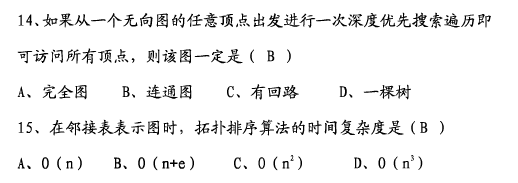 14、如果从一个无向图的任意顶点出发进行一次深度优先搜索遍历即
可访问所有顶点，则该图一定是（ B ）
A、完全图 B、连通图 C、有回路 D、一棵树
15、在邻接表表示图时，拓扑排序算法的时间复杂度是（B ）
A、O（n） B、O（n+e） C、O（n²） D、O（n³）